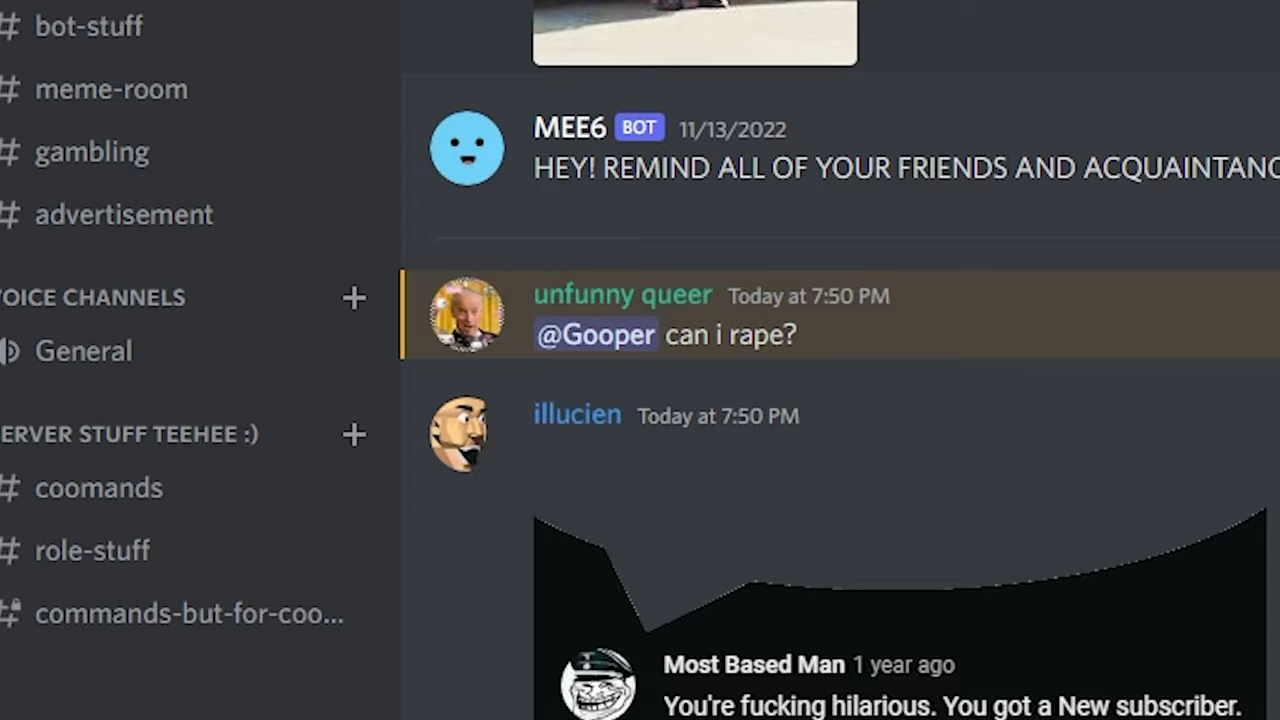 bot-stuff
meme-room
gambling
advertisement
VOICE CHANNELS
General
SERVER STUFF TEEHEE :)
coomands
role-stuff
commands-but-for-coo...
MEE6 BOT 11/13/2022
HEY! REMIND ALL OF YOUR FRIENDS AND ACQUAINTANC
unfunny queer Today at 7:50 PM
@Gooper can i rape?
illucien Today at 7:50 PM
Most Based Man 1 year ago
You're fucking hilarious. You got a New subscriber.